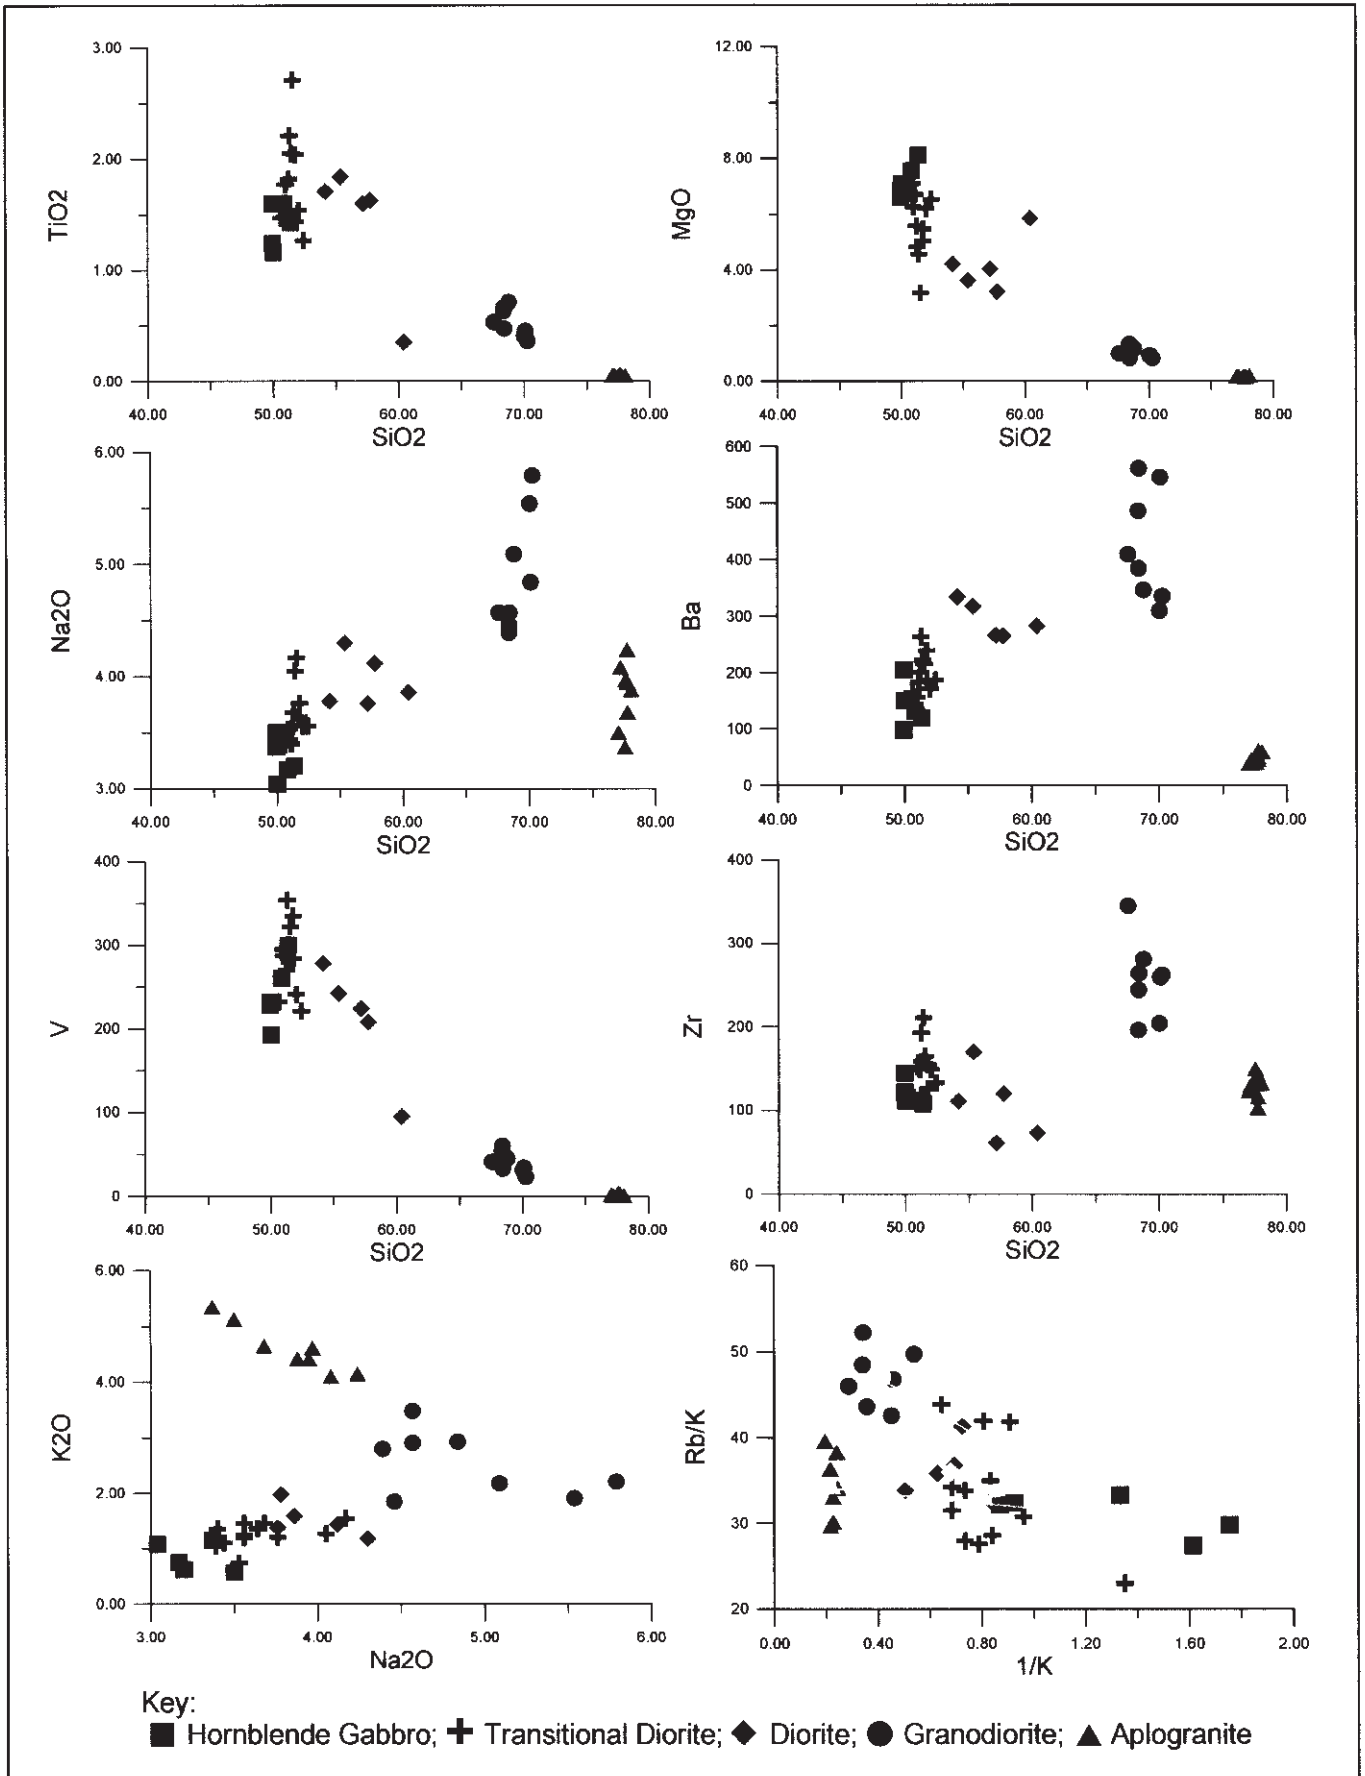 3.00
2.00
1.00
0.00
TiO2
40.00 50.00 60.00 70.00 80.00
SiO2
12.00
8.00
4.00
0.00
MgO
40.00 50.00 60.00 70.00 80.00
SiO2
6.00
5.00
4.00
3.00
Na2O
40.00 50.00 60.00 70.00 80.00
SiO2
600
500
400
300
200
100
0
Ba
40.00 50.00 60.00 70.00 80.00
SiO2
400
300
200
100
0
V
40.00 50.00 60.00 70.00 80.00
SiO2
400
300
200
100
0
Zr
40.00 50.00 60.00 70.00 80.00
SiO2
6.00
4.00
2.00
0.00
K2O
3.00 4.00 5.00 6.00
Na2O
60
50
40
30
20
Rb/K
0.00 0.40 0.80 1.20 1.60 2.00
1/K
Key:
Hornblende Gabbro; Transitional Diorite; Diorite; Granodiorite; Aplogranite